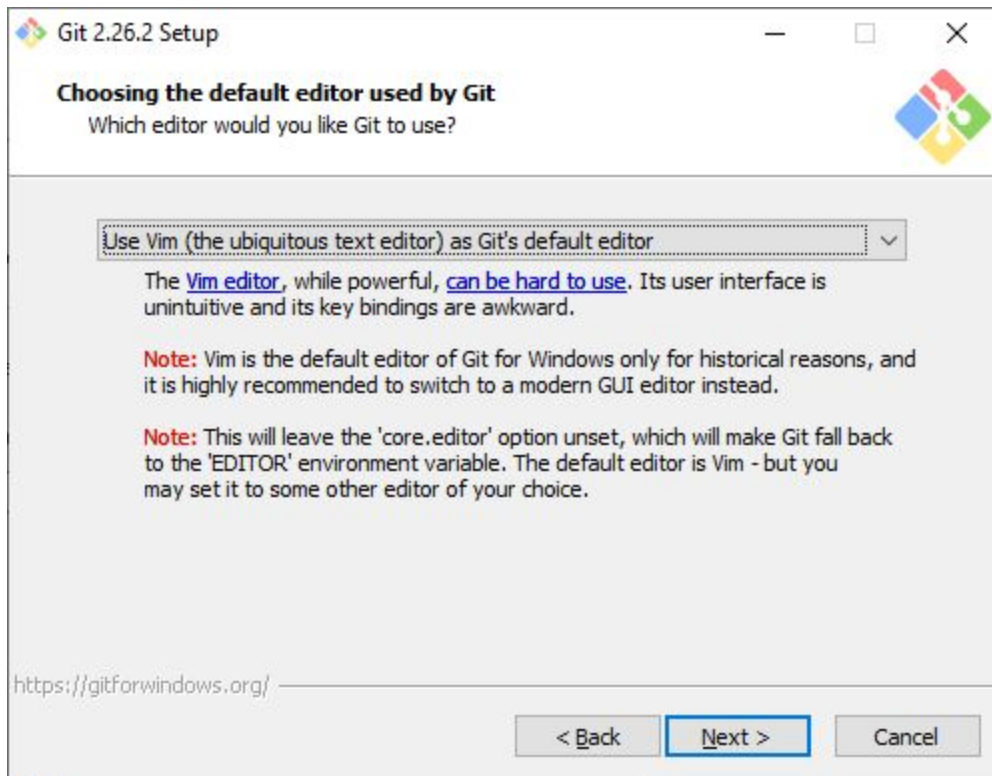 Git 2.26.2 Setup
Choosing the default editor used by Git
Which editor would you like Git to use?
Use Vim (the ubiquitous text editor) as Git's default editor
The Vim editor, while powerful, can be hard to use. Its user interface is
unintuitive and its key bindings are awkward.
Note: Vim is the default editor of Git for Windows only for historical reasons, and
it is highly recommended to switch to a modern GUI editor instead.
Note: This will leave the 'core.editor' option unset, which will make Git fall back
to the 'EDITOR' environment variable. The default editor is Vim - but you
may set it to some other editor of your choice.
https://gitforwindows.org/
< Back Next > Cancel